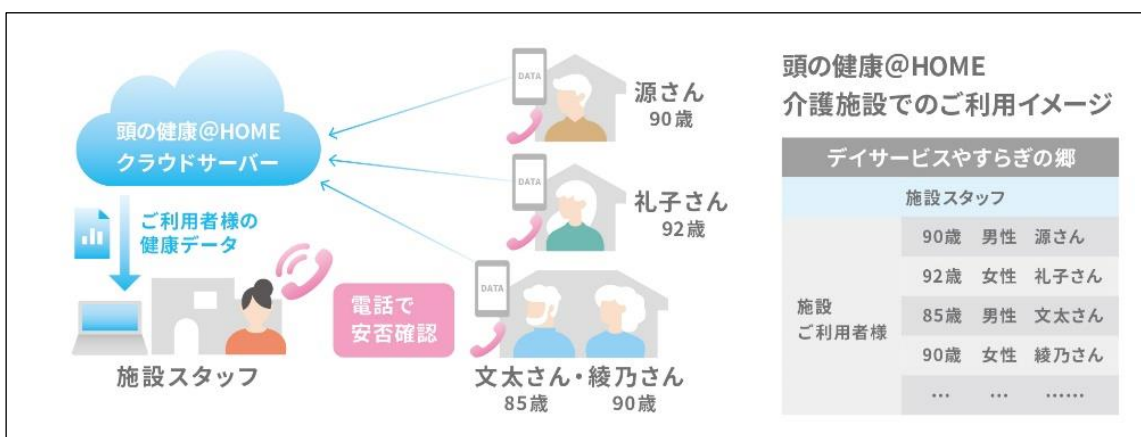 頭の健康@HOME
クラウドサーバー
ご利用者様の
健康データ
施設スタッフ
電話で
安否確認
DATA
源さん
90歳
DATA
礼子さん
92歳
DATA
文太さん・綾乃さん
85歳 90歳
頭の健康@HOME
介護施設でのご利用イメージ
デイサービスやすらぎの郷
施設スタッフ
施設
ご利用者様
90歳 男性 源さん
92歳 女性 礼子さん
85歳 男性 文太さん
90歳 女性 綾乃さん
… … ……